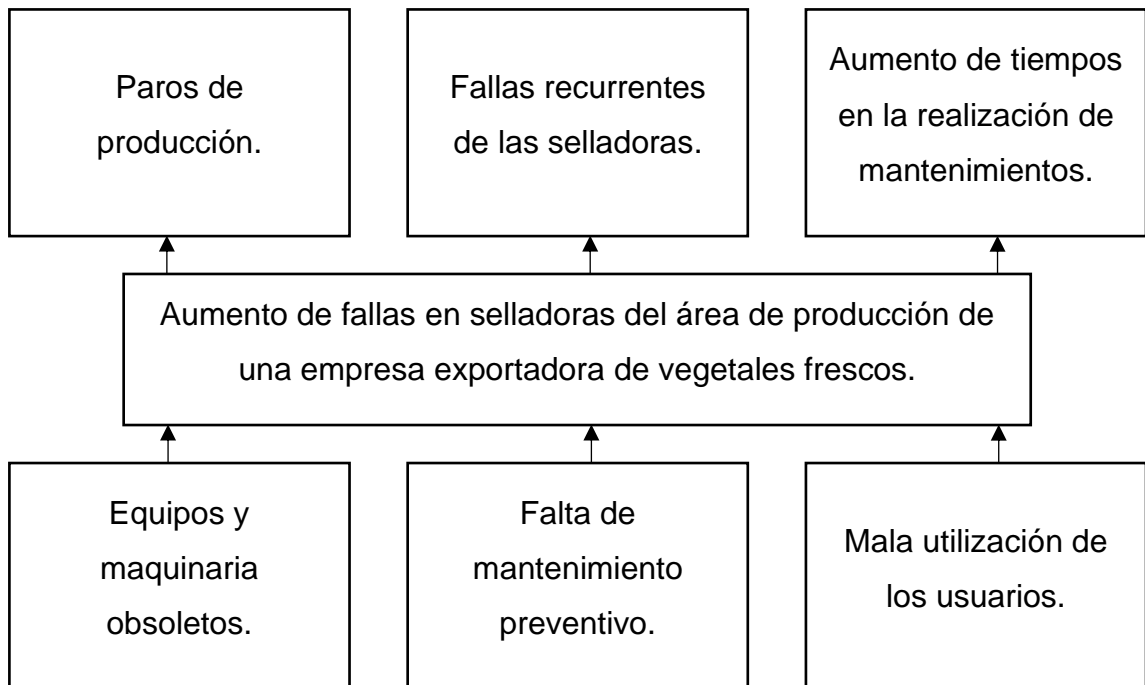 Paros de
producción.
Fallas recurrentes
de las selladoras.
Aumento de tiempos
en la realización de
mantenimientos.
Aumento de fallas en selladoras del área de producción de
una empresa exportadora de vegetales frescos.
Equipos y
maquinaria
obsoletos.
Falta de
mantenimiento
preventivo.
Mala utilización de
los usuarios.